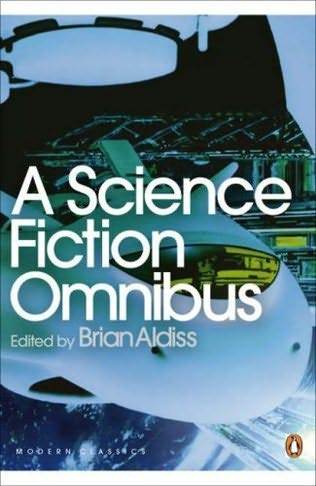 A Science
Fiction
Omnibus
Edited by Brian Aldiss
MODERN CLASSICS